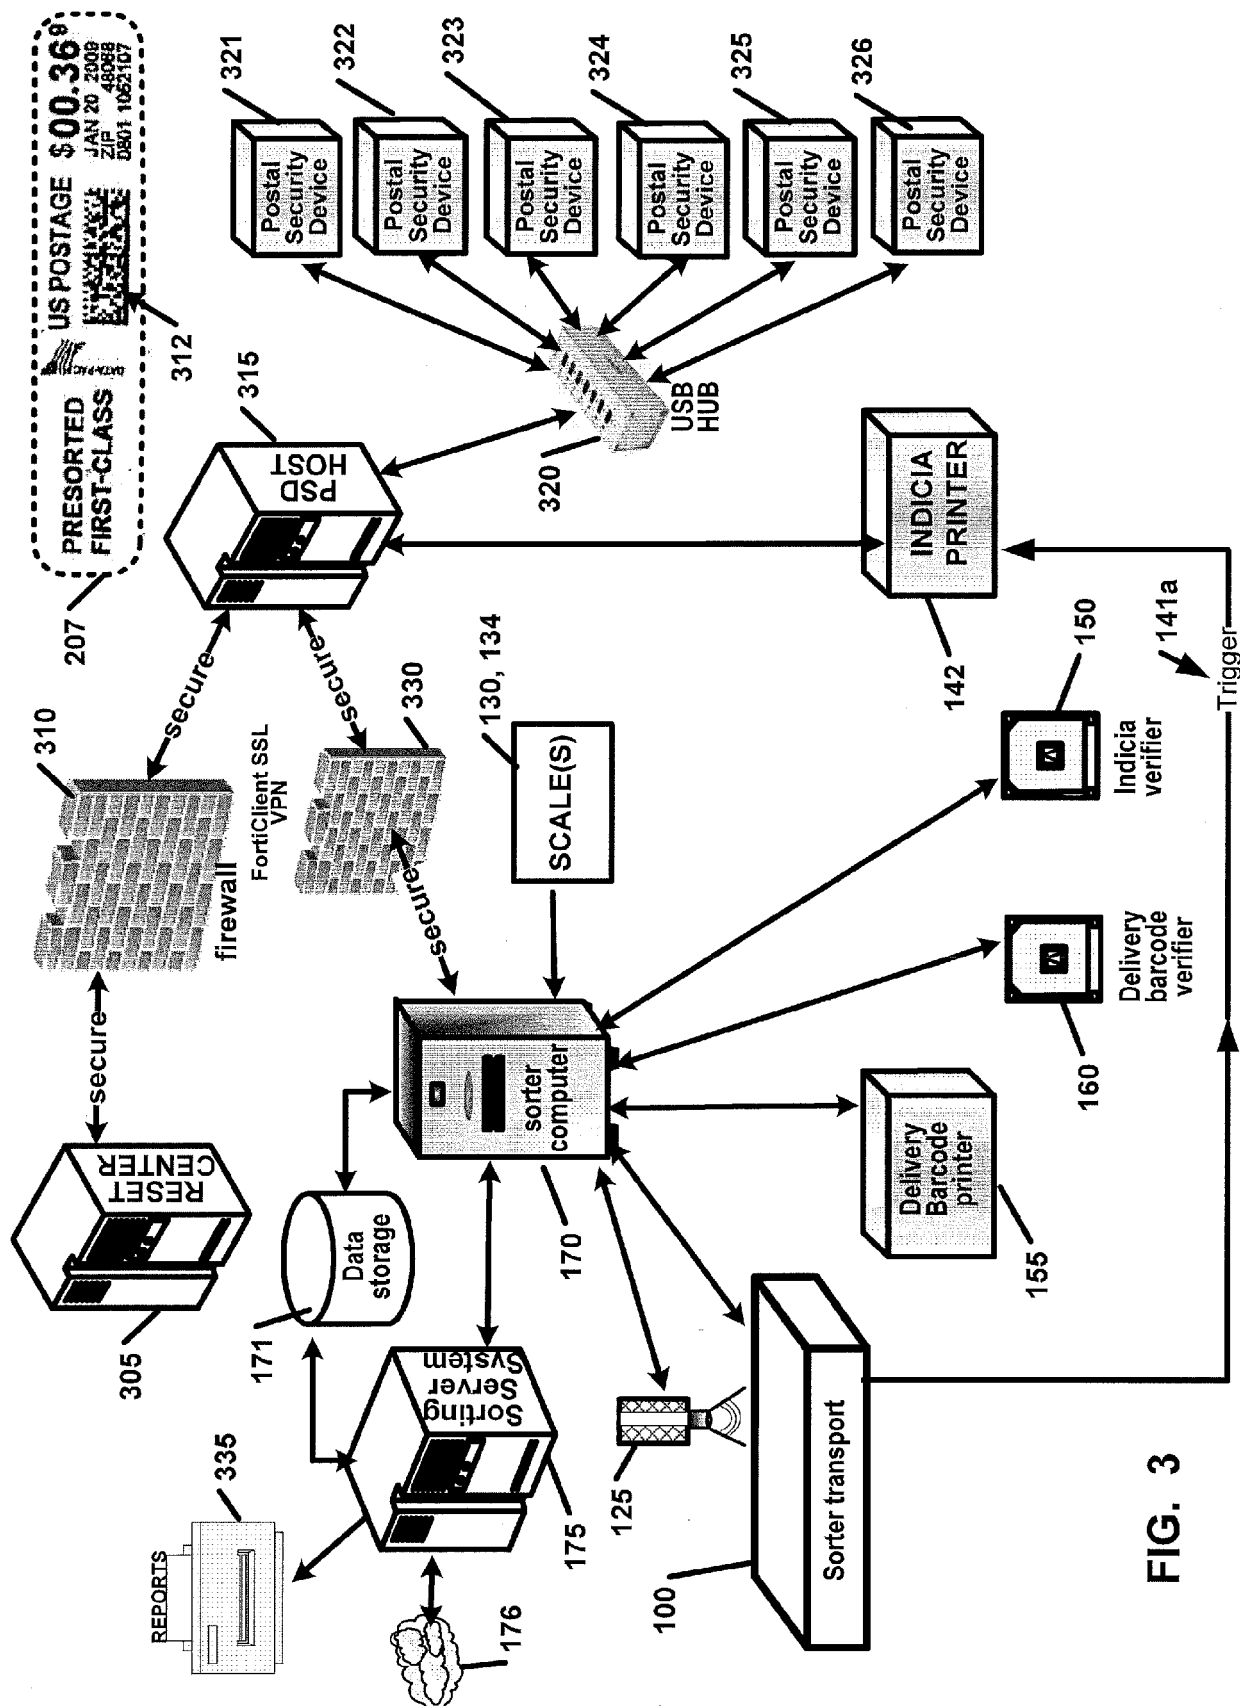 REPORTS
335
176
175
Sorting
Server
System
171
Data
storage
305
RESET
CENTER
secure
firewall
310
secure
207
PRESORTED
FIRST-CLASS
US POSTAGE
$ 00.36⁹
JAN 20 2009
ZIP 48068
0801 1062107
312
315
PSD
HOST
FortiClient SSL
VPN
330
secure
secure
130, 134
SCALE(S)
sorter
computer
170
125
100
Sorter transport
Delivery
Barcode
printer
155
160
Delivery
barcode
verifier
150
Indicia
verifier
141a
Trigger
142
INDICIA
PRINTER
320
USB
HUB
321
Postal
Security
Device
322
Postal
Security
Device
323
Postal
Security
Device
324
Postal
Security
Device
325
Postal
Security
Device
326
Postal
Security
Device
FIG. 3